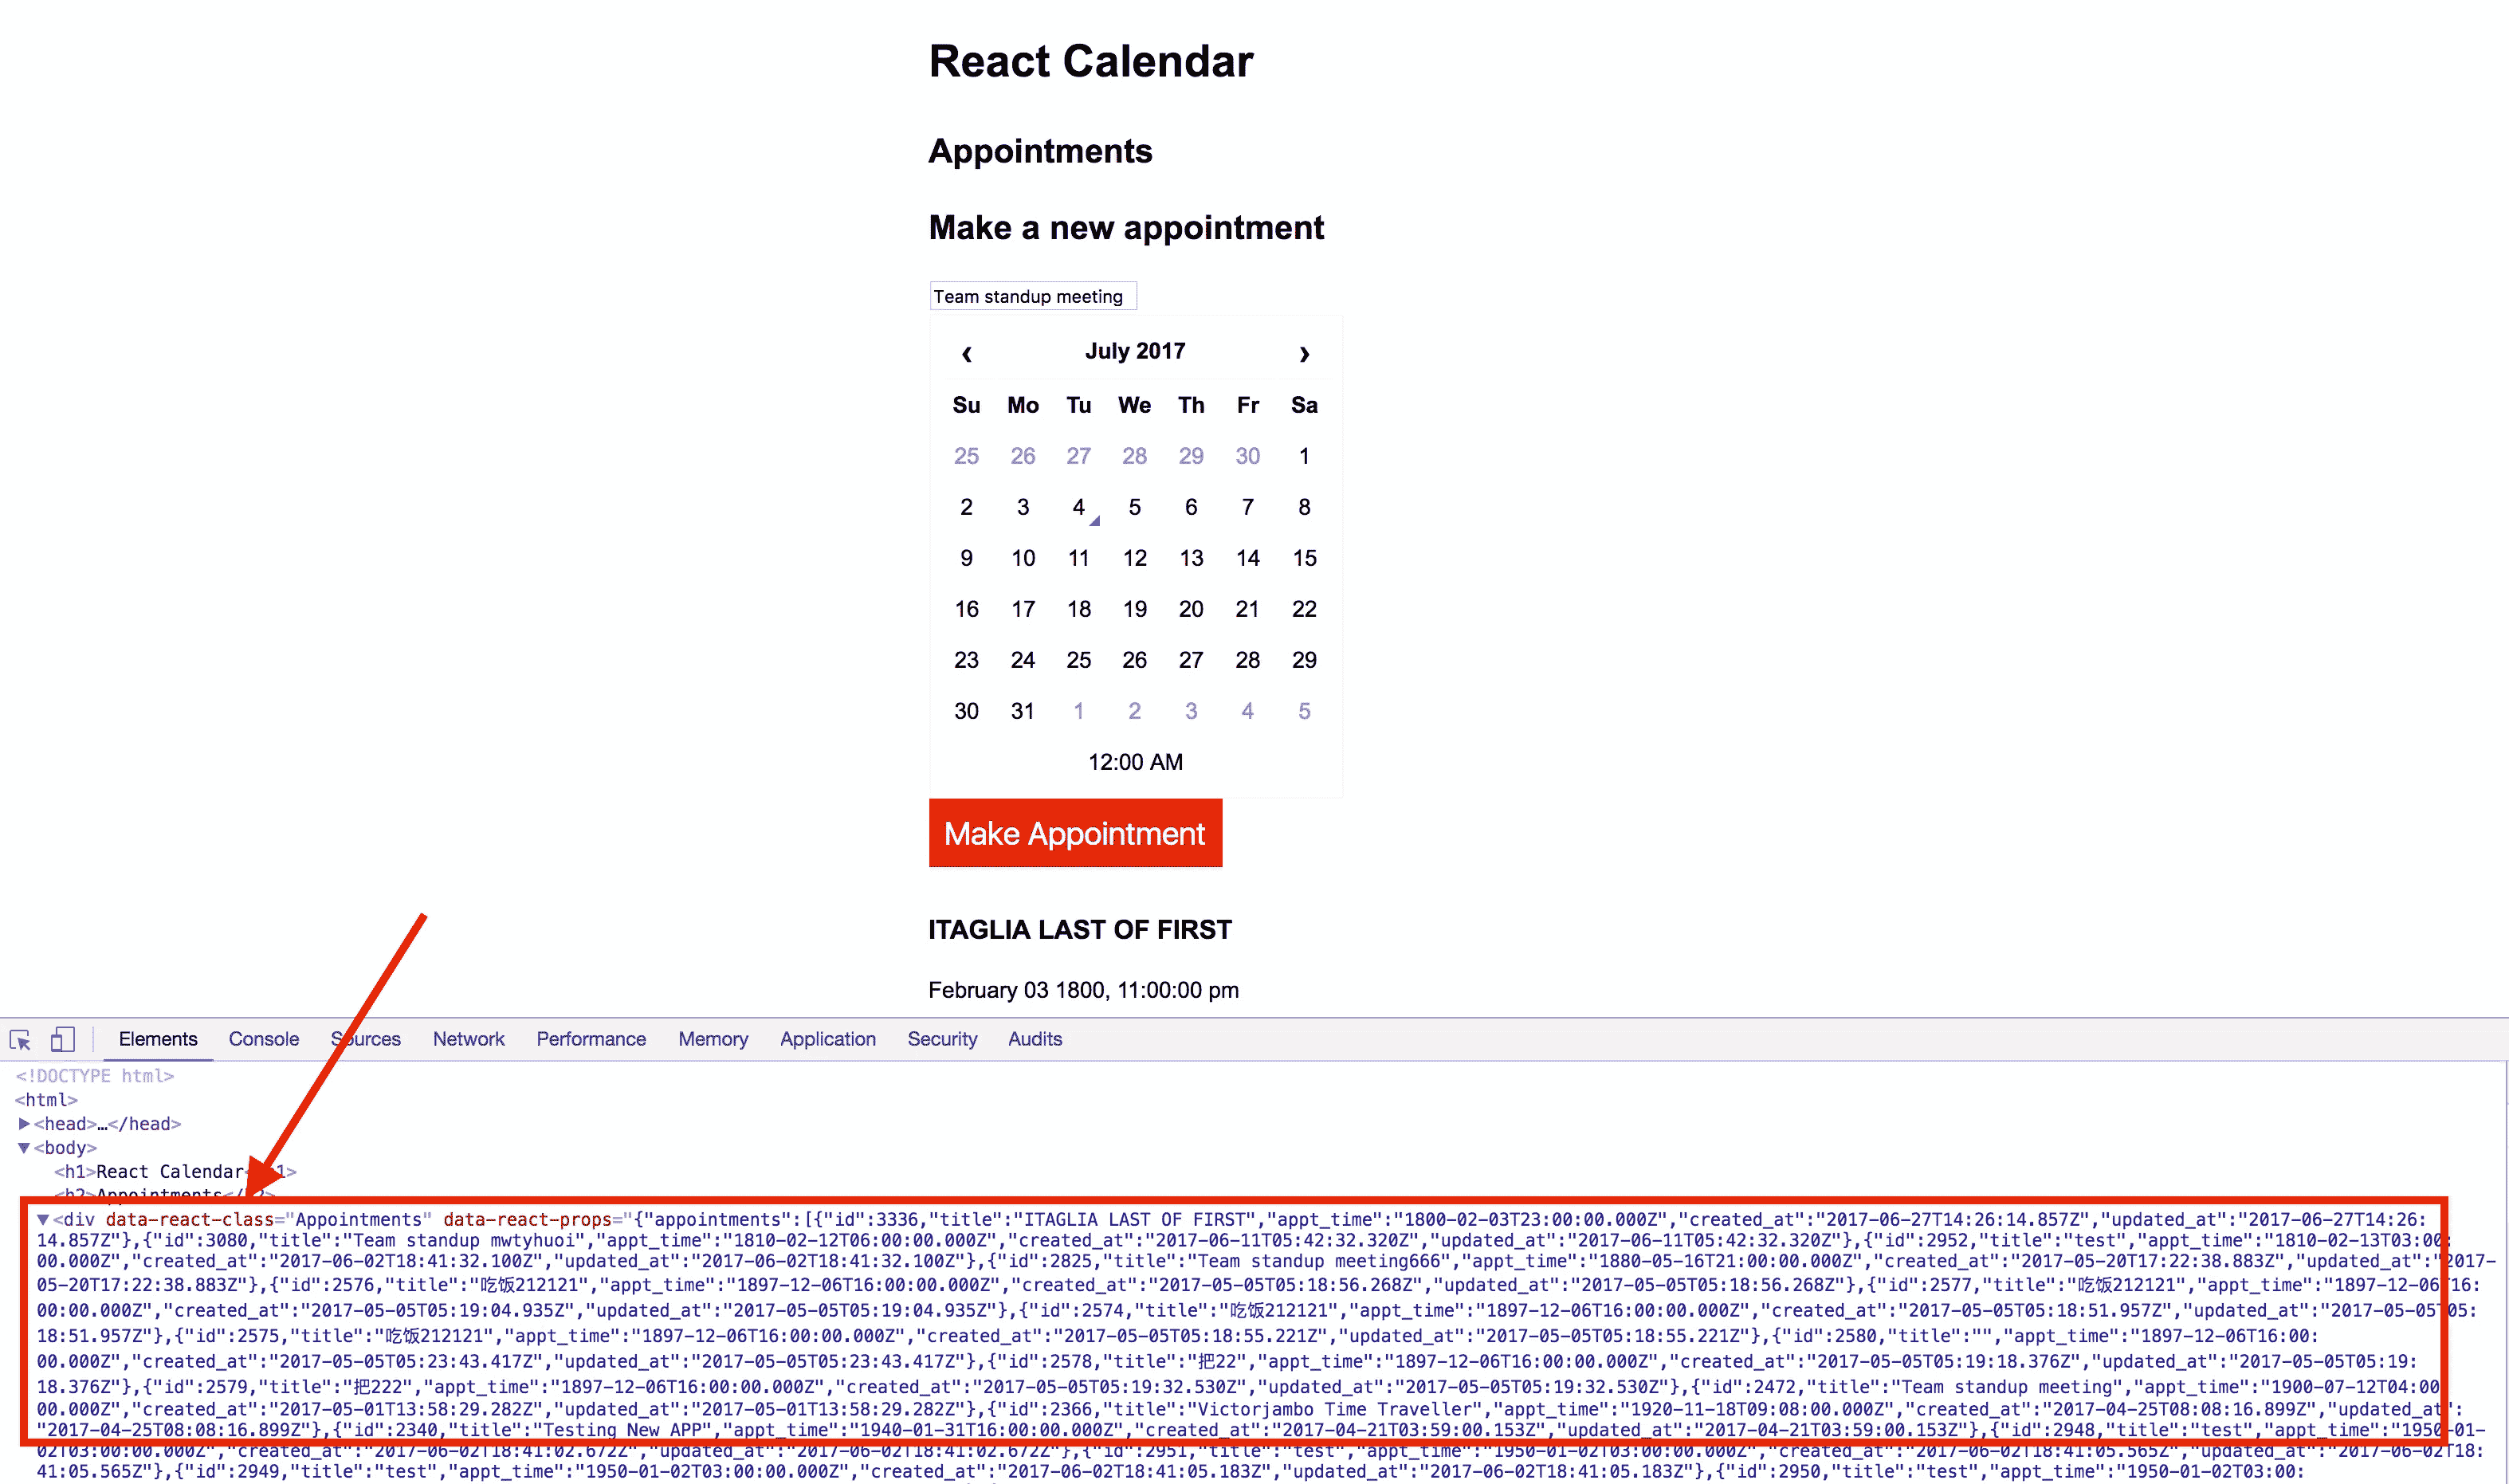 React Calendar
Appointments
Make a new appointment
Team standup meeting
‹ July 2017 ›
Su Mo Tu We Th Fr Sa
25 26 27 28 29 30 1
2 3 4 5 6 7 8
9 10 11 12 13 14 15
16 17 18 19 20 21 22
23 24 25 26 27 28 29
30 31 1 2 3 4 5
12:00 AM
Make Appointment
ITAGLIA LAST OF FIRST
February 03 1800, 11:00:00 pm
Elements Console Sources Network Performance Memory Application Security Audits
<!DOCTYPE html>
<html>
▶<head>…</head>
▼<body>
<h1>React Calendar</h1>
<h2>Appointments</h2>
▼<div data-react-class="Appointments" data-react-props="{"appointments":[{"id":3336,"title":"ITAGLIA LAST OF FIRST","appt_time":"1800-02-03T23:00:00.000Z","created_at":"2017-06-27T14:26:14.857Z","updated_at":"2017-06-27T14:26:
14.857Z"},{"id":3080,"title":"Team standup mwtyhuoi","appt_time":"1810-02-12T06:00:00.000Z","created_at":"2017-06-11T05:42:32.320Z","updated_at":"2017-06-11T05:42:32.320Z"},{"id":2952,"title":"test","appt_time":"1810-02-13T03:00:
00.000Z","created_at":"2017-06-02T18:41:32.100Z","updated_at":"2017-06-02T18:41:32.100Z"},{"id":2825,"title":"Team standup meeting666","appt_time":"1880-05-16T21:00:00.000Z","created_at":"2017-05-20T17:22:38.883Z","updated_at":"2017-
05-20T17:22:38.883Z"},{"id":2576,"title":"吃饭212121","appt_time":"1897-12-06T16:00:00.000Z","created_at":"2017-05-05T05:18:56.268Z","updated_at":"2017-05-05T05:18:56.268Z"},{"id":2577,"title":"吃饭212121","appt_time":"1897-12-06T16:
00:00.000Z","created_at":"2017-05-05T05:19:04.935Z","updated_at":"2017-05-05T05:19:04.935Z"},{"id":2574,"title":"吃饭212121","appt_time":"1897-12-06T16:00:00.000Z","created_at":"2017-05-05T05:18:51.957Z","updated_at":"2017-05-05T05:
18:51.957Z"},{"id":2575,"title":"吃饭212121","appt_time":"1897-12-06T16:00:00.000Z","created_at":"2017-05-05T05:18:55.221Z","updated_at":"2017-05-05T05:18:55.221Z"},{"id":2580,"title":"","appt_time":"1897-12-06T16:00:
00.000Z","created_at":"2017-05-05T05:23:43.417Z","updated_at":"2017-05-05T05:23:43.417Z"},{"id":2578,"title":"把22","appt_time":"1897-12-06T16:00:00.000Z","created_at":"2017-05-05T05:19:18.376Z","updated_at":"2017-05-05T05:19:
18.376Z"},{"id":2579,"title":"把222","appt_time":"1897-12-06T16:00:00.000Z","created_at":"2017-05-05T05:19:32.530Z","updated_at":"2017-05-05T05:19:32.530Z"},{"id":2472,"title":"Team standup meeting","appt_time":"1900-07-12T04:00:
00.000Z","created_at":"2017-05-01T13:58:29.282Z","updated_at":"2017-05-01T13:58:29.282Z"},{"id":2366,"title":"Victorjambo Time Traveller","appt_time":"1920-11-18T09:08:00.000Z","created_at":"2017-04-25T08:08:16.899Z","updated_at":
"2017-04-25T08:08:16.899Z"},{"id":2340,"title":"Testing New APP","appt_time":"1940-01-31T16:00:00.000Z","created_at":"2017-04-21T03:59:00.153Z","updated_at":"2017-04-21T03:59:00.153Z"},{"id":2948,"title":"test","appt_time":"1950-01-
02T03:00:00.000Z","created_at":"2017-06-02T18:41:02.672Z","updated_at":"2017-06-02T18:41:02.672Z"},{"id":2951,"title":"test","appt_time":"1950-01-02T03:00:00.000Z","created_at":"2017-06-02T18:41:05.565Z","updated_at":"2017-06-02T18:
41:05.565Z"},{"id":2949,"title":"test","appt_time":"1950-01-02T03:00:00.000Z","created_at":"2017-06-02T18:41:05.183Z","updated_at":"2017-06-02T18:41:05.183Z"},{"id":2950,"title":"test","appt_time":"1950-01-02T03:00: